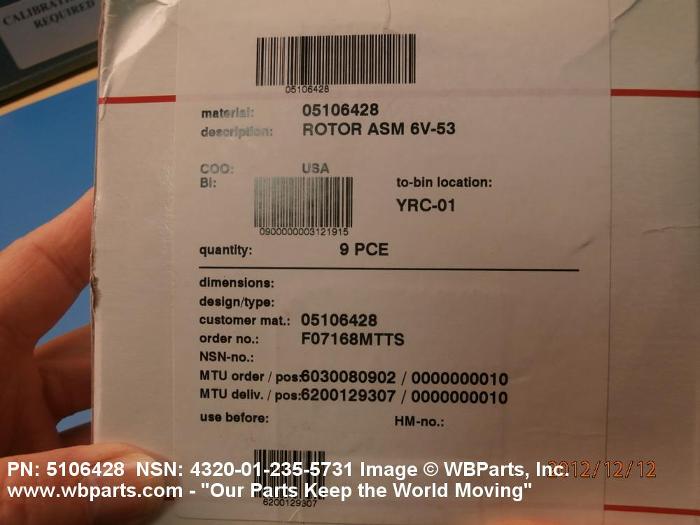 CALIBRATION
REQUIRED
05106428
material: 05106428
description: ROTOR ASM 6V-53
COO: USA
BI:
to-bin location:
YRC-01
0900000003121915
quantity: 9 PCE
dimensions:
design/type:
customer mat.: 05106428
order no.: F07168MTTS
NSN-no.:
MTU order / pos:6030080902 / 0000000010
MTU deliv. / pos:6200129307 / 0000000010
use before: HM-no.:
PN: 5106428 NSN: 4320-01-235-5731 Image © WBParts, Inc.
2012/12/12
www.wbparts.com - "Our Parts Keep the World Moving"
6200129307